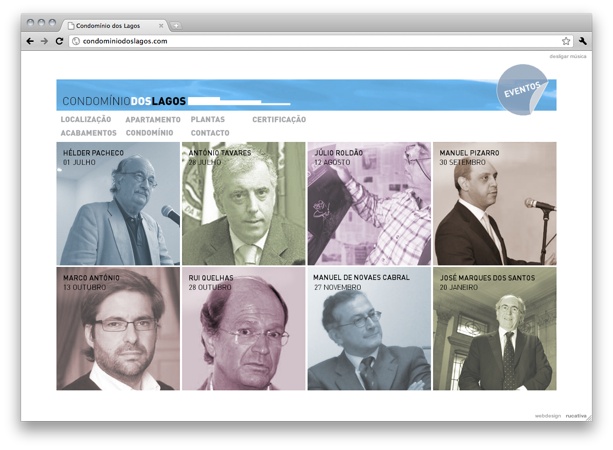 Condomínio dos Lagos
condominiodoslagos.com
desligar música
CONDOMÍNIODOSLAGOS
EVENTOS
LOCALIZAÇÃO APARTAMENTO PLANTAS CERTIFICAÇÃO
ACABAMENTOS CONDOMÍNIO CONTACTO
HÉLDER PACHECO
01 JULHO
ANTÓNIO TAVARES
28 JULHO
JÚLIO ROLDÃO
12 AGOSTO
MANUEL PIZARRO
30 SETEMBRO
MARCO ANTÓNIO
13 OUTUBRO
RUI QUELHAS
28 OUTUBRO
MANUEL DE NOVAES CABRAL
27 NOVEMBRO
JOSÉ MARQUES DOS SANTOS
20 JANEIRO
webdesign